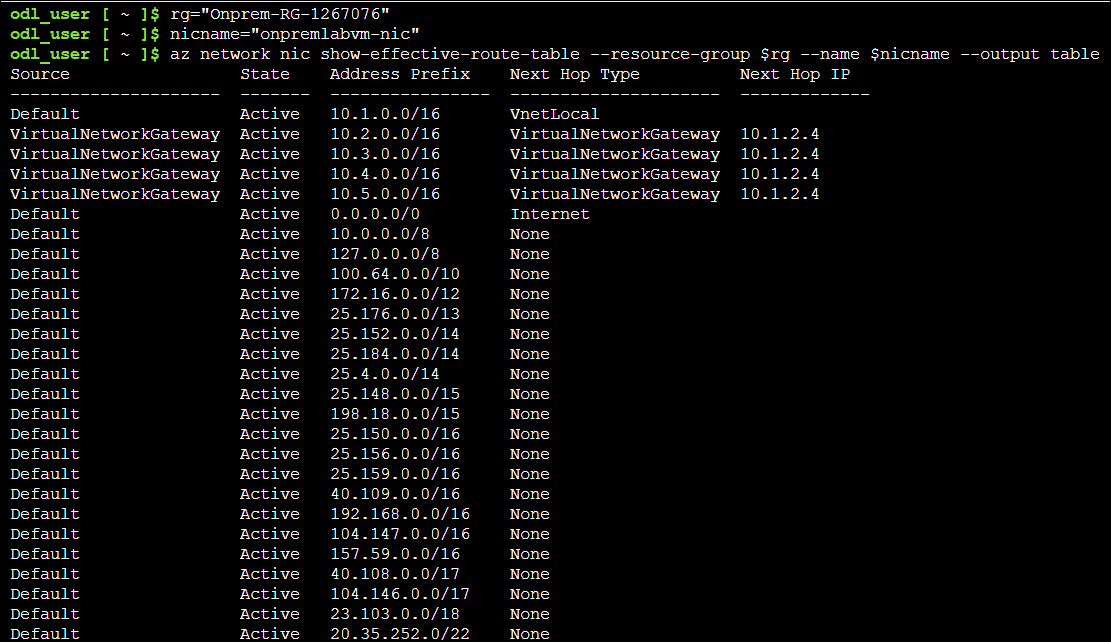 odl_user [ ~ ]$ rg="Onprem-RG-1267076"
odl_user [ ~ ]$ nicname="onpremlabvm-nic"
odl_user [ ~ ]$ az network nic show-effective-route-table --resource-group $rg --name $nicname --output table
Source                 State    Address Prefix    Next Hop Type          Next Hop IP
---------------------  -------  ----------------  ---------------------  -------------
Default                Active   10.1.0.0/16       VnetLocal
VirtualNetworkGateway  Active   10.2.0.0/16       VirtualNetworkGateway  10.1.2.4
VirtualNetworkGateway  Active   10.3.0.0/16       VirtualNetworkGateway  10.1.2.4
VirtualNetworkGateway  Active   10.4.0.0/16       VirtualNetworkGateway  10.1.2.4
VirtualNetworkGateway  Active   10.5.0.0/16       VirtualNetworkGateway  10.1.2.4
Default                Active   0.0.0.0/0         Internet
Default                Active   10.0.0.0/8        None
Default                Active   127.0.0.0/8       None
Default                Active   100.64.0.0/10     None
Default                Active   172.16.0.0/12     None
Default                Active   25.176.0.0/13     None
Default                Active   25.152.0.0/14     None
Default                Active   25.184.0.0/14     None
Default                Active   25.4.0.0/14       None
Default                Active   25.148.0.0/15     None
Default                Active   198.18.0.0/15     None
Default                Active   25.150.0.0/16     None
Default                Active   25.156.0.0/16     None
Default                Active   25.159.0.0/16     None
Default                Active   40.109.0.0/16     None
Default                Active   192.168.0.0/16    None
Default                Active   104.147.0.0/16    None
Default                Active   157.59.0.0/16     None
Default                Active   40.108.0.0/17     None
Default                Active   104.146.0.0/17    None
Default                Active   23.103.0.0/18     None
Default                Active   20.35.252.0/22    None